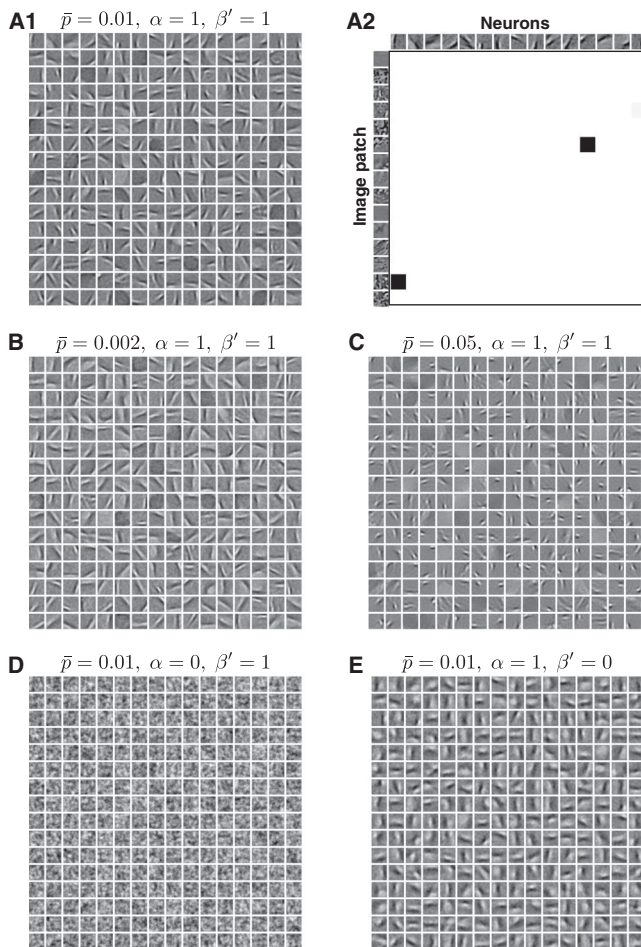 A1 p̄ = 0.01, α = 1, β′ = 1
A2
Neurons
Image patch
B p̄ = 0.002, α = 1, β′ = 1
C p̄ = 0.05, α = 1, β′ = 1
D p̄ = 0.01, α = 0, β′ = 1
E p̄ = 0.01, α = 1, β′ = 0